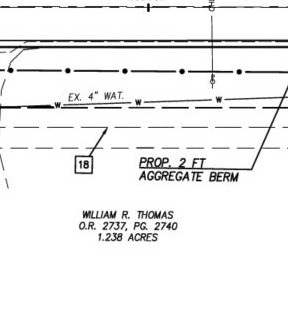 EX. 4" WAT.
W
W
W
18
PROP. 2 FT
AGGREGATE BERM
WILLIAM R. THOMAS
O.R. 2737, PG. 2740
1.238 ACRES